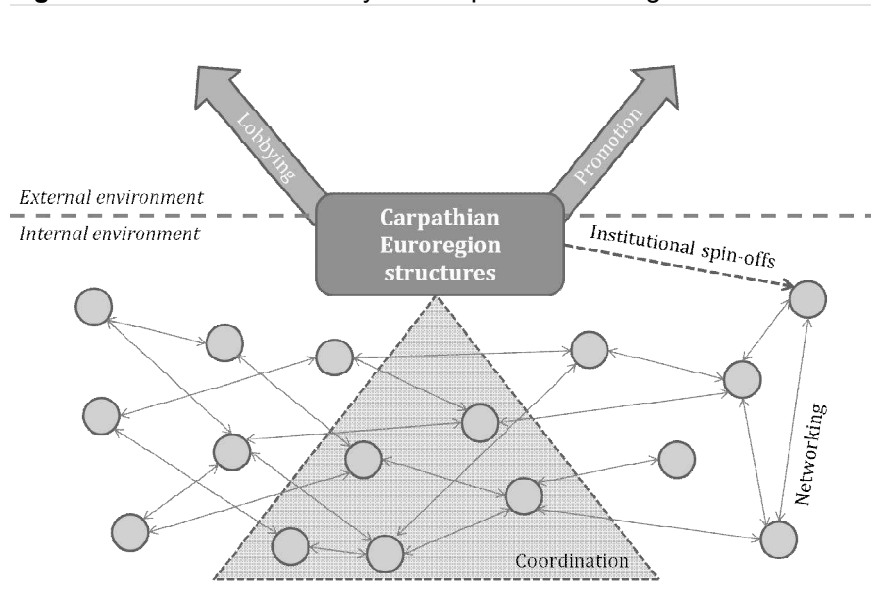 Lobbying
Promotion
External environment
Internal environment
Carpathian
Euroregion
structures
Institutional spin-offs
Networking
Coordination